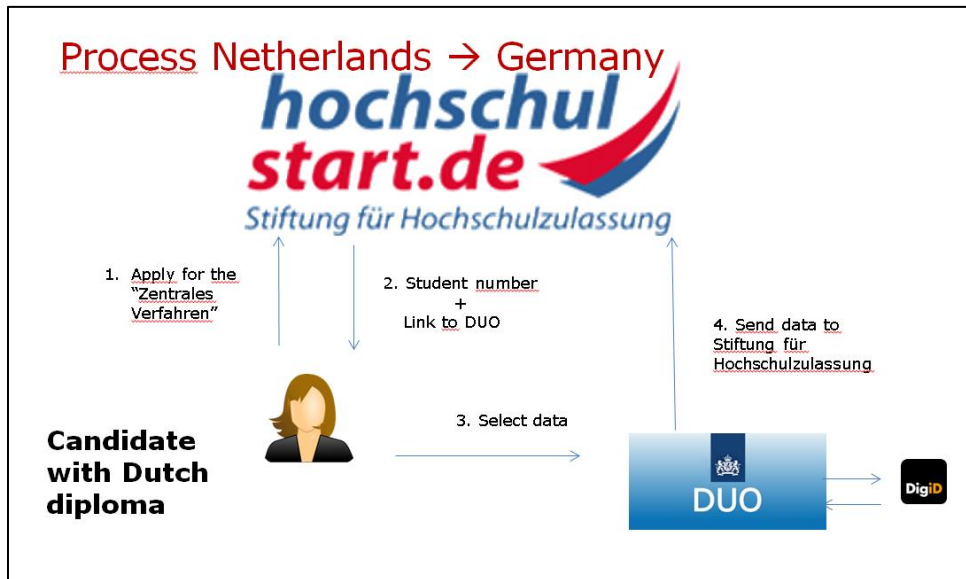 Process Netherlands → Germany
hochschul
start.de
Stiftung für Hochschulzulassung
1. Apply for the
"Zentrales
Verfahren"
2. Student number
+
Link to DUO
4. Send data to
Stiftung für
Hochschulzulassung
3. Select data
Candidate
with Dutch
diploma
DUO
DigiD